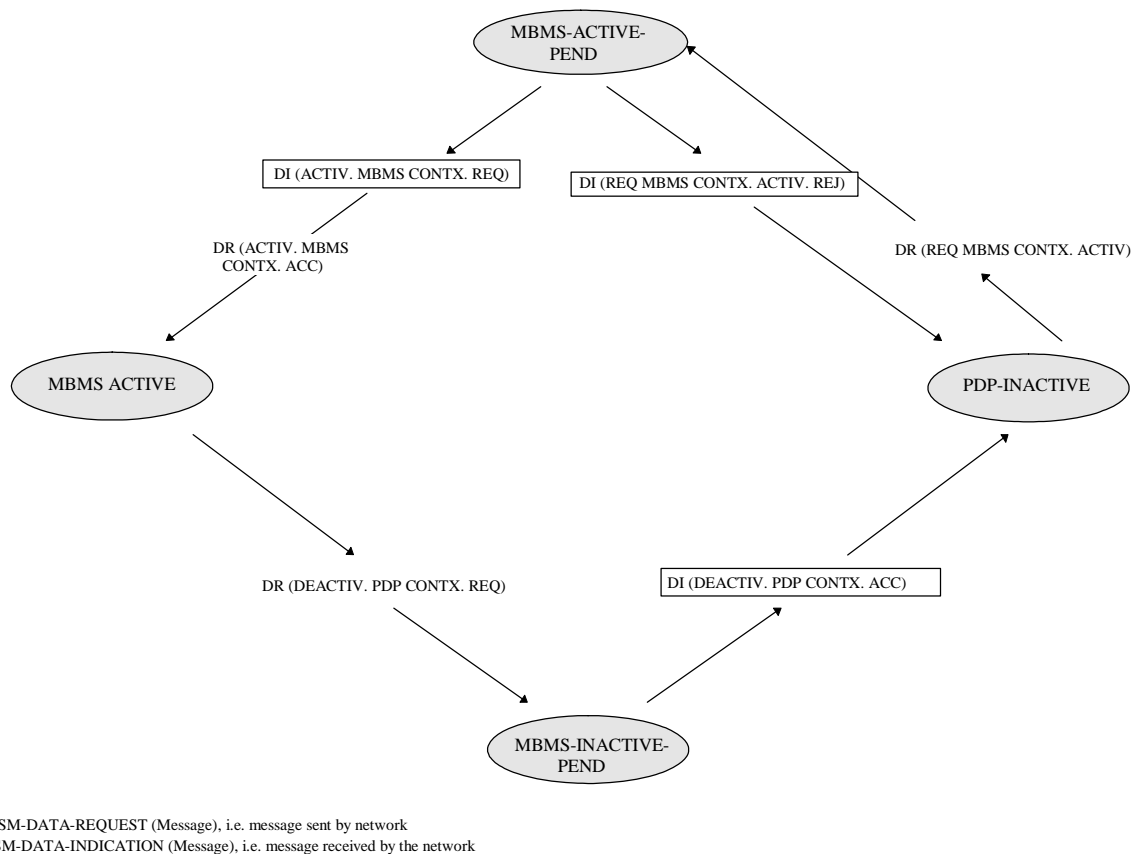 MBMS-ACTIVE-
PEND
DI (ACTIV. MBMS CONTX. REQ)
DI (REQ MBMS CONTX. ACTIV. REJ)
DR (ACTIV. MBMS
CONTX. ACC)
DR (REQ MBMS CONTX. ACTIV)
MBMS ACTIVE
PDP-INACTIVE
DR (DEACTIV. PDP CONTX. REQ)
DI (DEACTIV. PDP CONTX. ACC)
MBMS-INACTIVE-
PEND
SM-DATA-REQUEST (Message), i.e. message sent by network
SM-DATA-INDICATION (Message), i.e. message received by the network